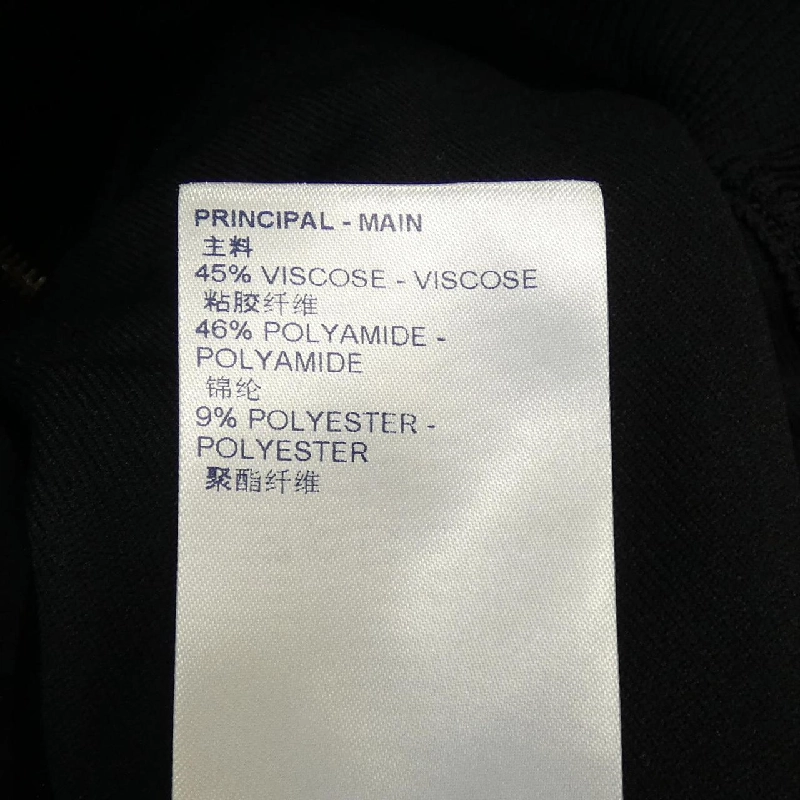 PRINCIPAL - MAIN
主料
45% VISCOSE - VISCOSE
粘胶纤维
46% POLYAMIDE -
POLYAMIDE
锦纶
9% POLYESTER -
POLYESTER
聚酯纤维